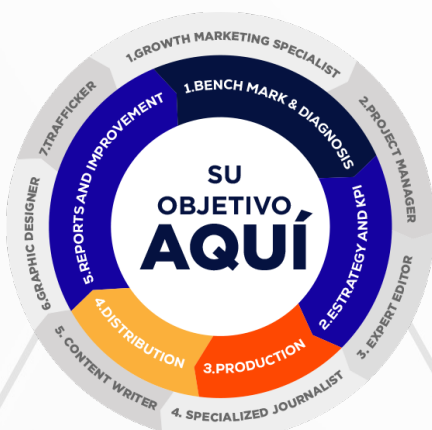 1.GROWTH MARKETING SPECIALIST
2.PROJECT MANAGER
3. EXPERT EDITOR
4. SPECIALIZED JOURNALIST
5. CONTENT WRITER
6.GRAPHIC DESIGNER
7.TRAFFICKER
1.BENCH MARK & DIAGNOSIS
2.ESTRATEGY AND KPI
3.PRODUCTION
4.DISTRIBUTION
5.REPORTS AND IMPROVEMENT
SU
OBJETIVO
AQUÍ